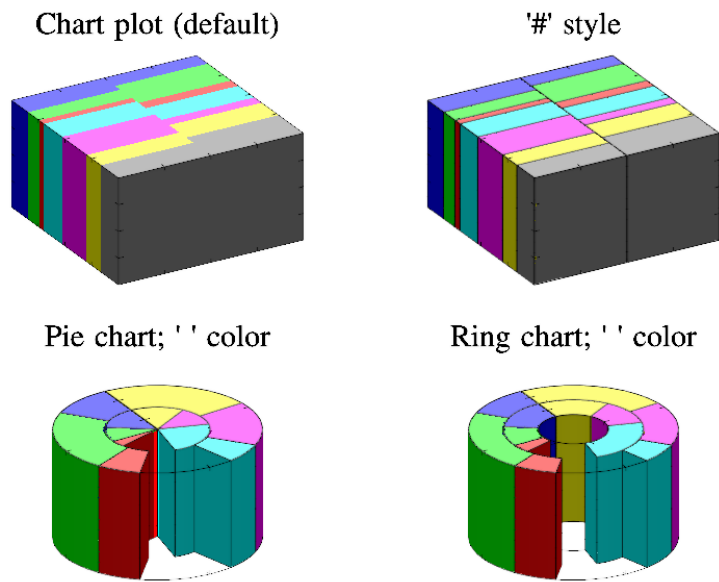 Chart plot (default)
'#' style
Pie chart; ' ' color
Ring chart; ' ' color